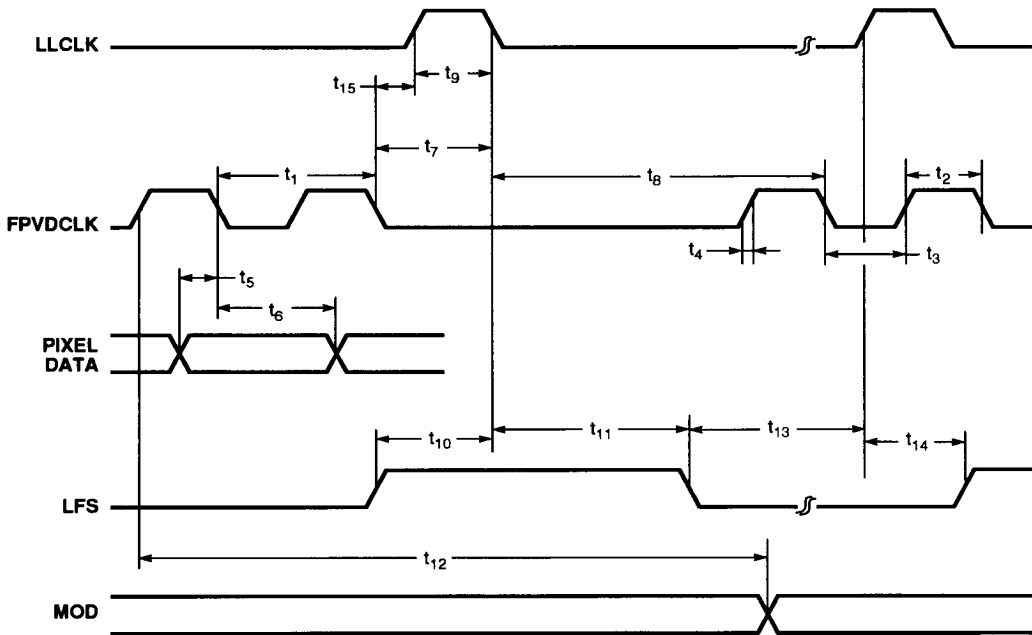 LLCLK
t15
t9
t7
t1
t8
t2
FPVDCLK
t4
t3
t5
t6
PIXEL
DATA
t10
t11
t13
t14
LFS
t12
MOD